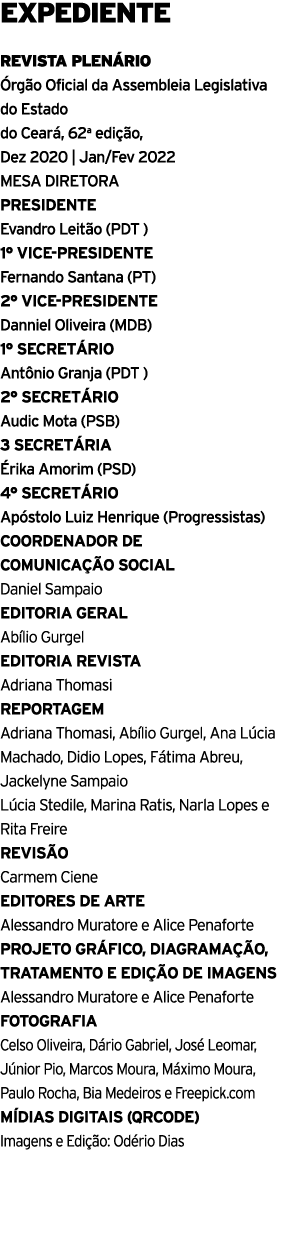 EXPEDIENTE
REVISTA PLENÁRIO
Órgão Oficial da Assembleia Legislativa
do Estado
do Ceará, 62ª edição,
Dez 2020 | Jan/Fev 2022
MESA DIRETORA
PRESIDENTE
Evandro Leitão (PDT )
1º VICE-PRESIDENTE
Fernando Santana (PT)
2º VICE-PRESIDENTE
Danniel Oliveira (MDB)
1º SECRETÁRIO
Antônio Granja (PDT )
2º SECRETÁRIO
Audic Mota (PSB)
3 SECRETÁRIA
Érika Amorim (PSD)
4º SECRETÁRIO
Apóstolo Luiz Henrique (Progressistas)
COORDENADOR DE
COMUNICAÇÃO SOCIAL
Daniel Sampaio
EDITORIA GERAL
Abílio Gurgel
EDITORIA REVISTA
Adriana Thomasi
REPORTAGEM
Adriana Thomasi, Abílio Gurgel, Ana Lúcia
Machado, Didio Lopes, Fátima Abreu,
Jackelyne Sampaio
Lúcia Stedile, Marina Ratis, Narla Lopes e
Rita Freire
REVISÃO
Carmem Ciene
EDITORES DE ARTE
Alessandro Muratore e Alice Penaforte
PROJETO GRÁFICO, DIAGRAMAÇÃO,
TRATAMENTO E EDIÇÃO DE IMAGENS
Alessandro Muratore e Alice Penaforte
FOTOGRAFIA
Celso Oliveira, Dário Gabriel, José Leomar,
Júnior Pio, Marcos Moura, Máximo Moura,
Paulo Rocha, Bia Medeiros e Freepick.com
MÍDIAS DIGITAIS (QRCODE)
Imagens e Edição: Odério Dias